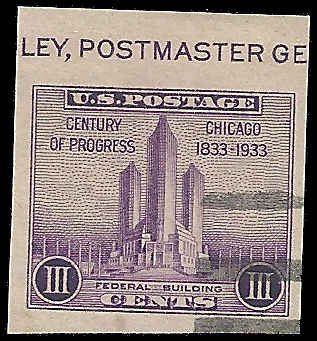 LEY, POSTMASTER GE
U.S. POSTAGE
CENTURY OF PROGRESS
CHICAGO 1833-1933
III
FEDERAL BUILDING
III
CENTS